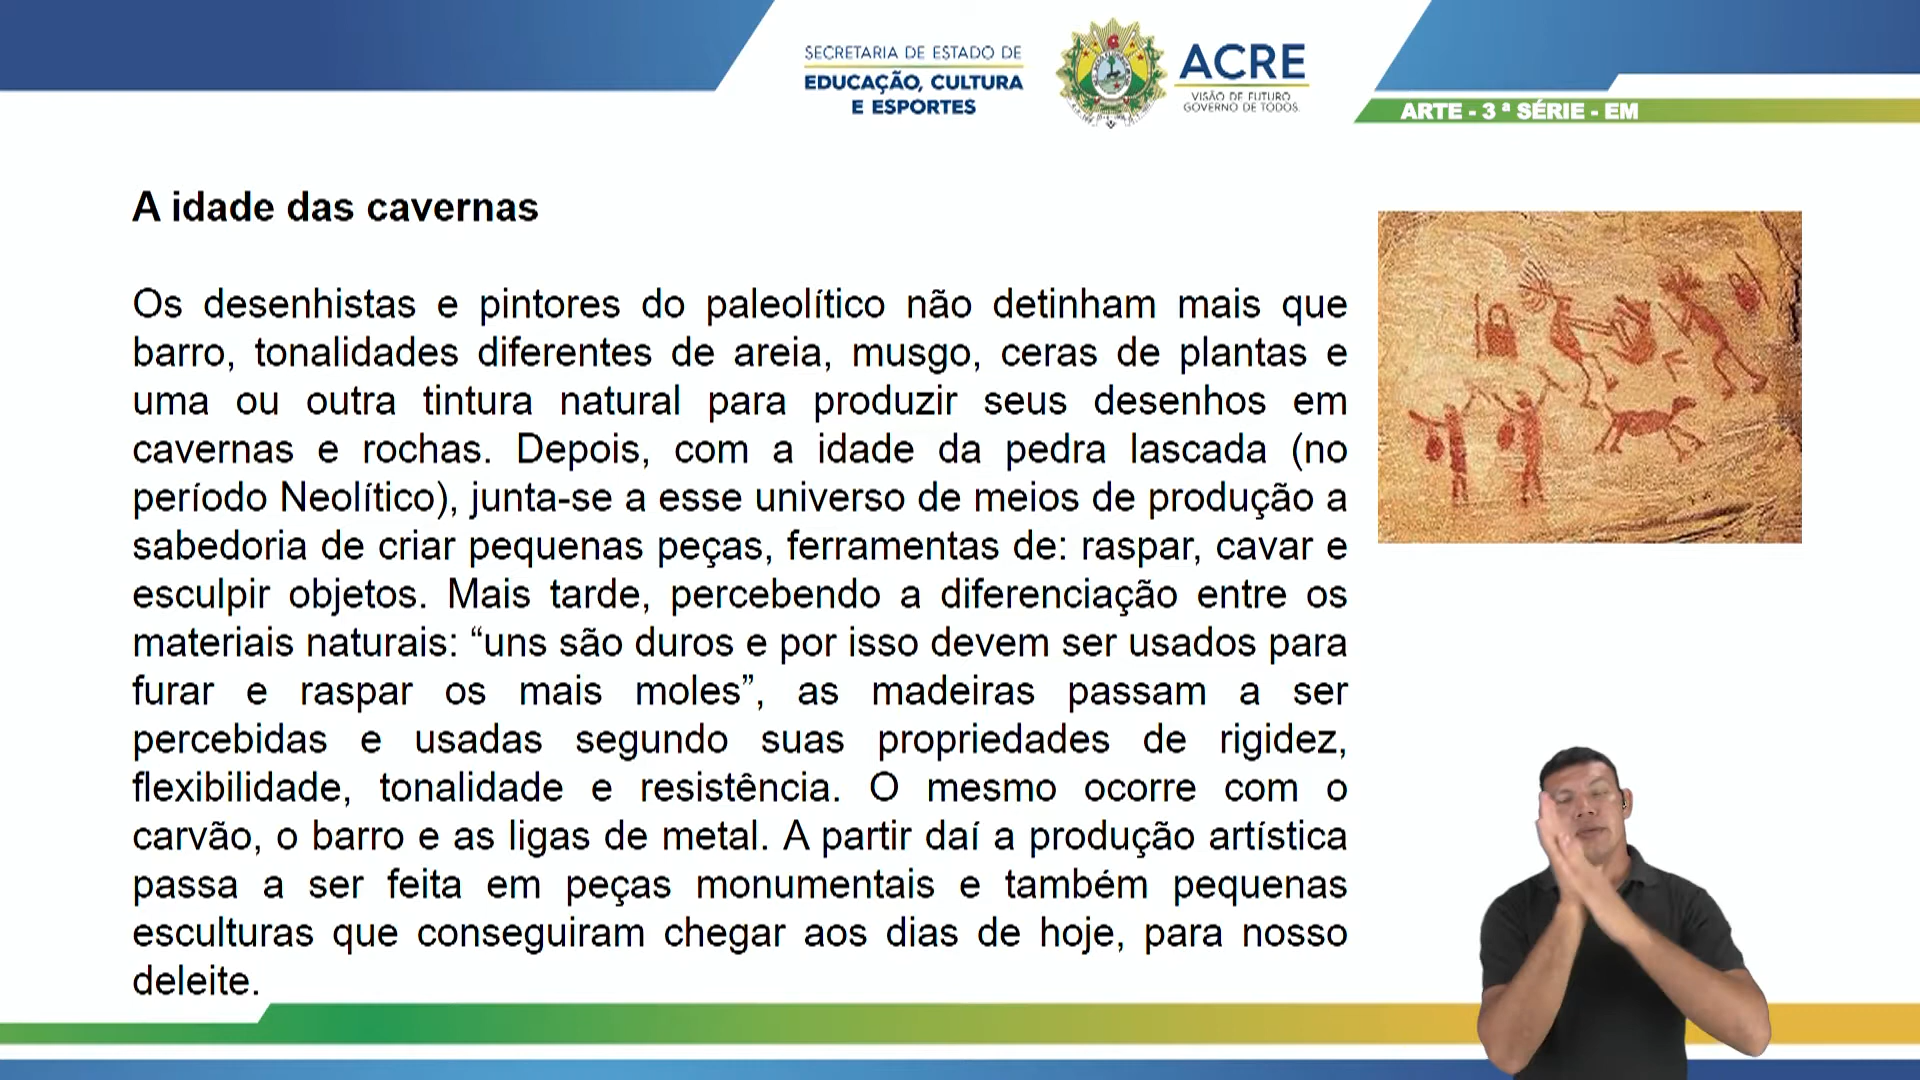 SECRETARIA DE ESTADO DE
EDUCAÇÃO, CULTURA
E ESPORTES
ACRE
VISÃO DE FUTURO
GOVERNO DE TODOS.
ARTE - 3 ª SÉRIE - EM
A idade das cavernas
Os desenhistas e pintores do paleolítico não detinham mais que
barro, tonalidades diferentes de areia, musgo, ceras de plantas e
uma ou outra tintura natural para produzir seus desenhos em
cavernas e rochas. Depois, com a idade da pedra lascada (no
período Neolítico), junta-se a esse universo de meios de produção a
sabedoria de criar pequenas peças, ferramentas de: raspar, cavar e
esculpir objetos. Mais tarde, percebendo a diferenciação entre os
materiais naturais: “uns são duros e por isso devem ser usados para
furar e raspar os mais moles”, as madeiras passam a ser
percebidas e usadas segundo suas propriedades de rigidez,
flexibilidade, tonalidade e resistência. O mesmo ocorre com o
carvão, o barro e as ligas de metal. A partir daí a produção artística
passa a ser feita em peças monumentais e também pequenas
esculturas que conseguiram chegar aos dias de hoje, para nosso
deleite.